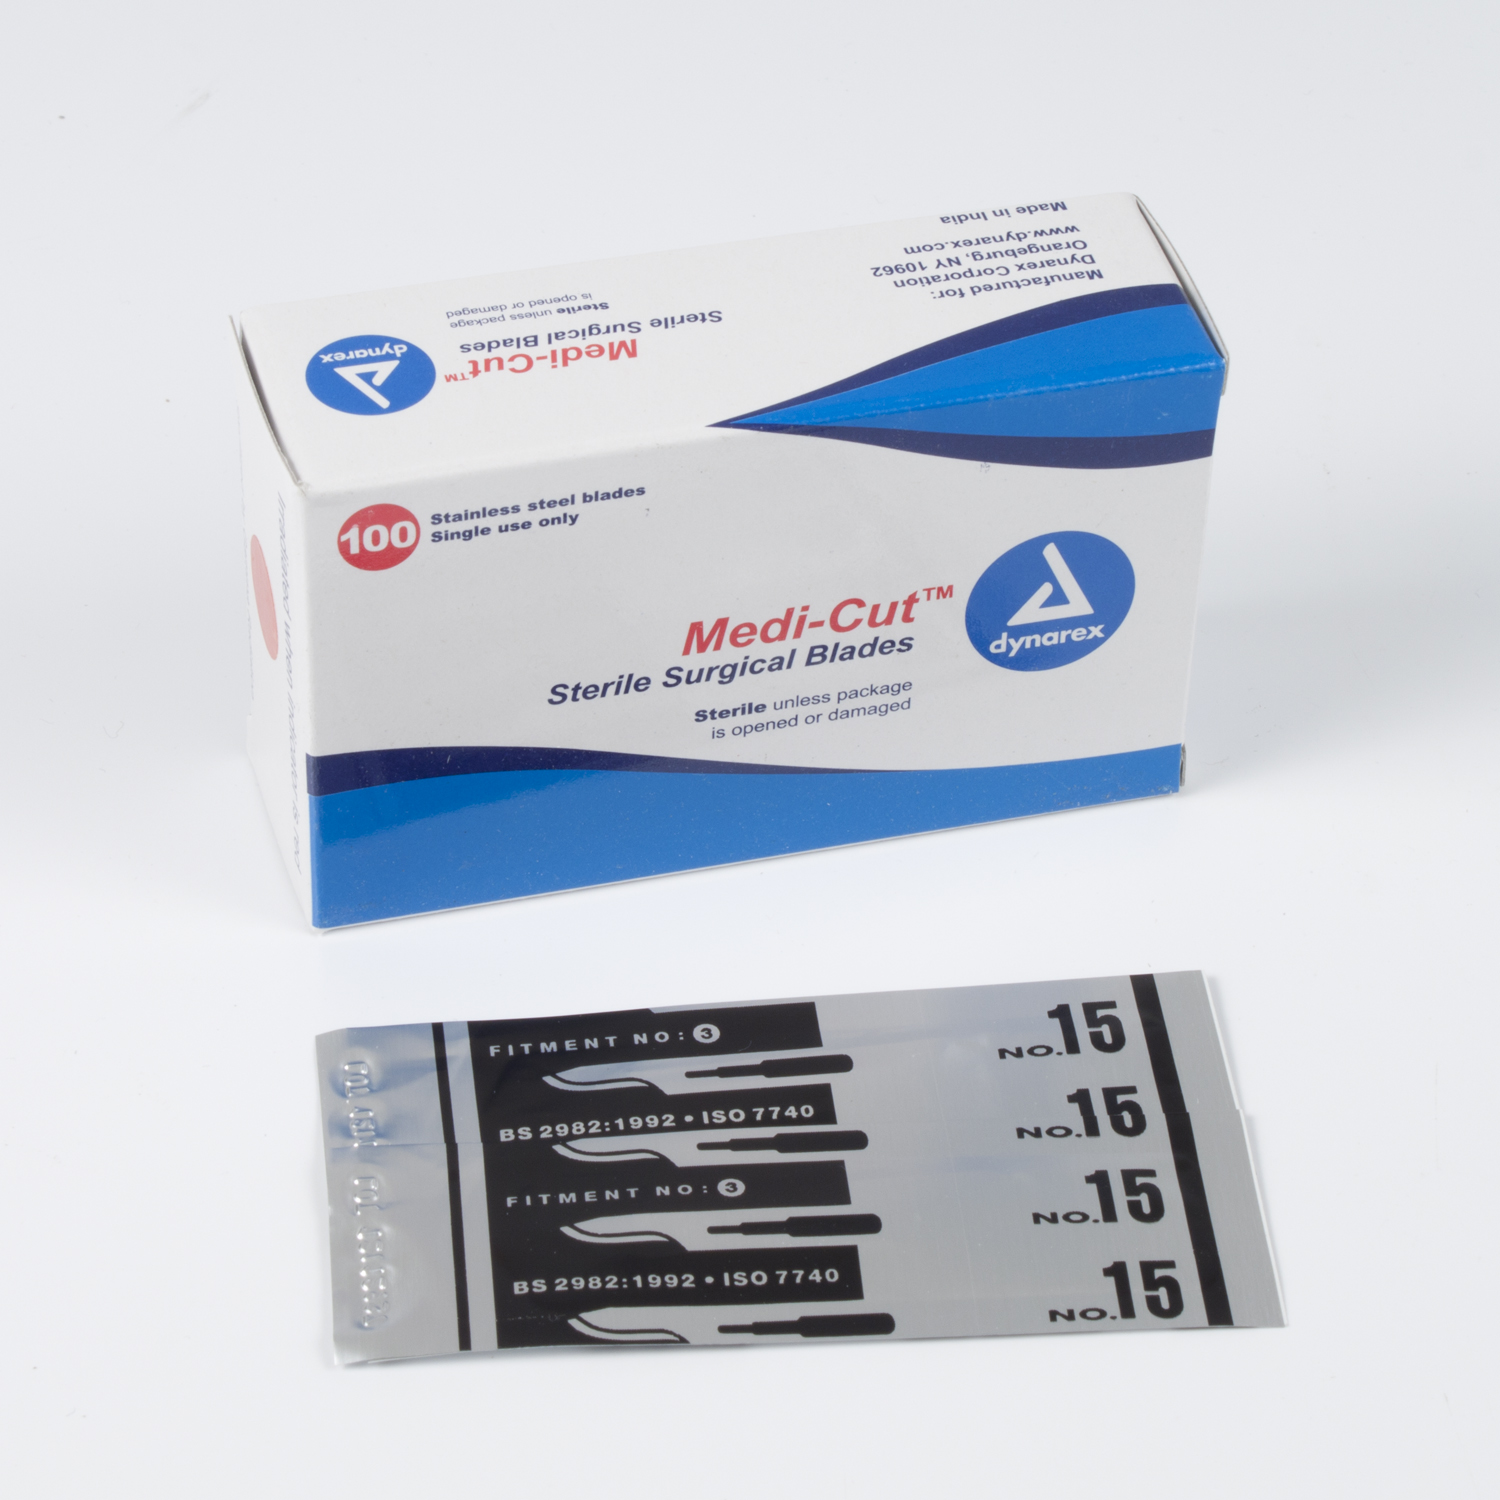 Made in India
www.dynarex.com
Orangeburg, NY 10962
Dynarex Corporation
Manufactured for:
is opened or damaged
Sterile unless package
Sterile Surgical Blades
Medi-Cut™
dynarex
100
Stainless steel blades
Single use only
Medi-Cut™
Sterile Surgical Blades
Sterile unless package
is opened or damaged
dynarex
FITMENT NO: 3
NO.15
BS 2982:1992 • ISO 7740
NO.15
FITMENT NO: 3
NO.15
BS 2982:1992 • ISO 7740
NO.15